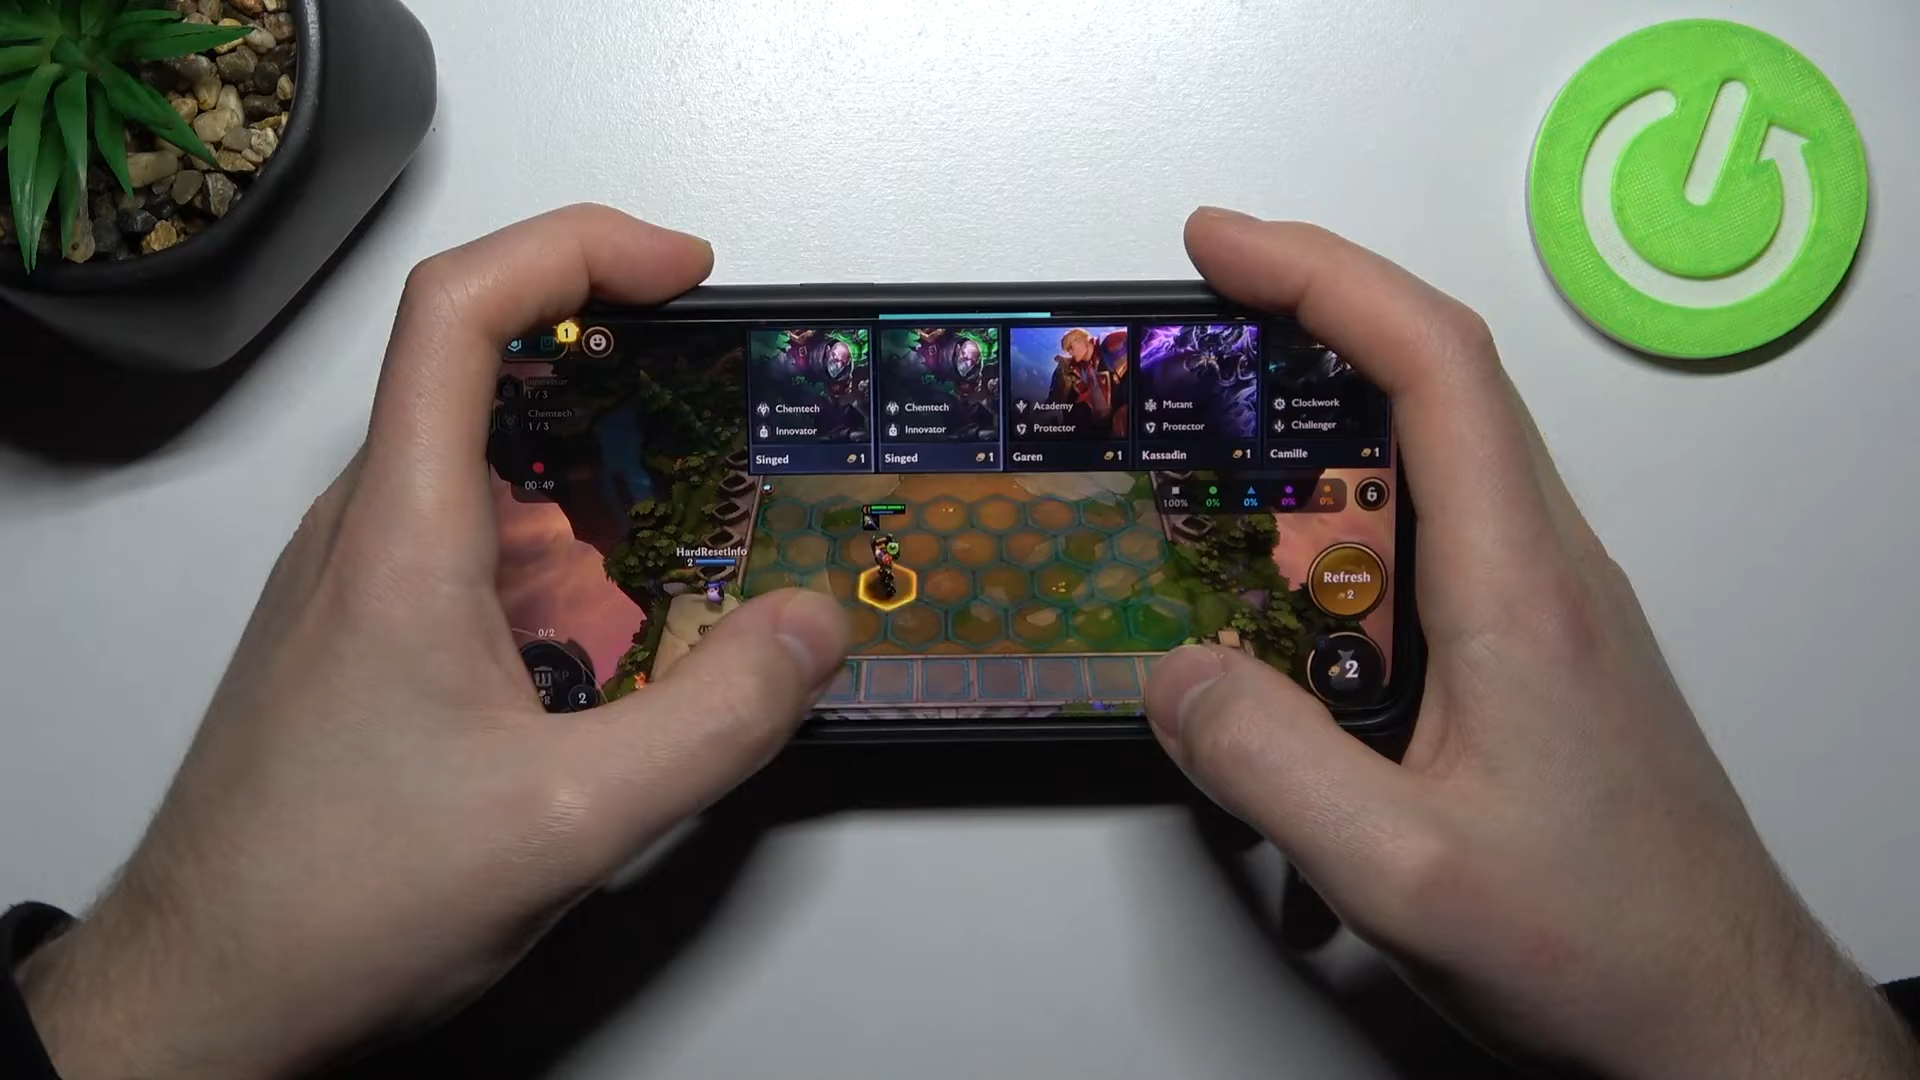 1
Innovator
1 / 3
Chemtech
1 / 3
00:49
Chemtech
Innovator
Singed 1
Chemtech
Innovator
Singed 1
Academy
Protector
Garen 1
Mutant
Protector
Kassadin 1
Clockwork
Challenger
Camille 1
100% 0% 0% 0% 0%
HardResetInfo
2
Refresh
2
0/2
2
2